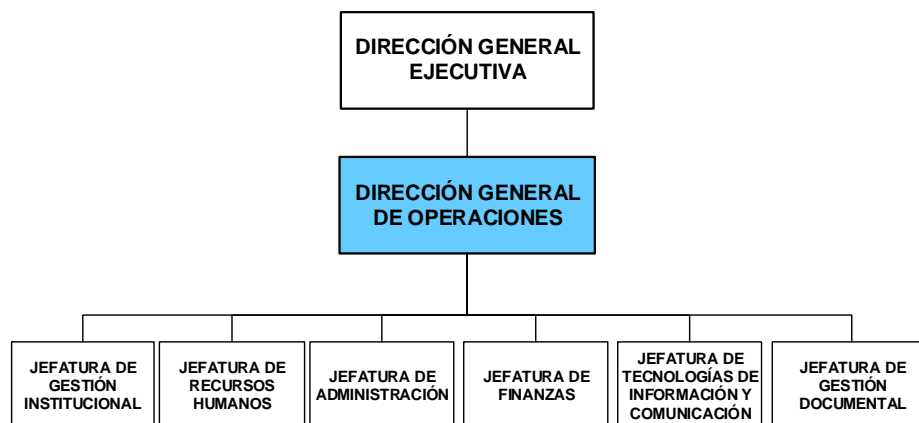 DIRECCIÓN GENERAL
EJECUTIVA
DIRECCIÓN GENERAL
DE OPERACIONES
JEFATURA DE
GESTIÓN
INSTITUCIONAL
JEFATURA DE
RECURSOS
HUMANOS
JEFATURA DE
ADMINISTRACIÓN
JEFATURA DE
FINANZAS
JEFATURA DE
TECNOLOGÍAS DE
INFORMACIÓN Y
COMUNICACIÓN
JEFATURA DE
GESTIÓN
DOCUMENTAL